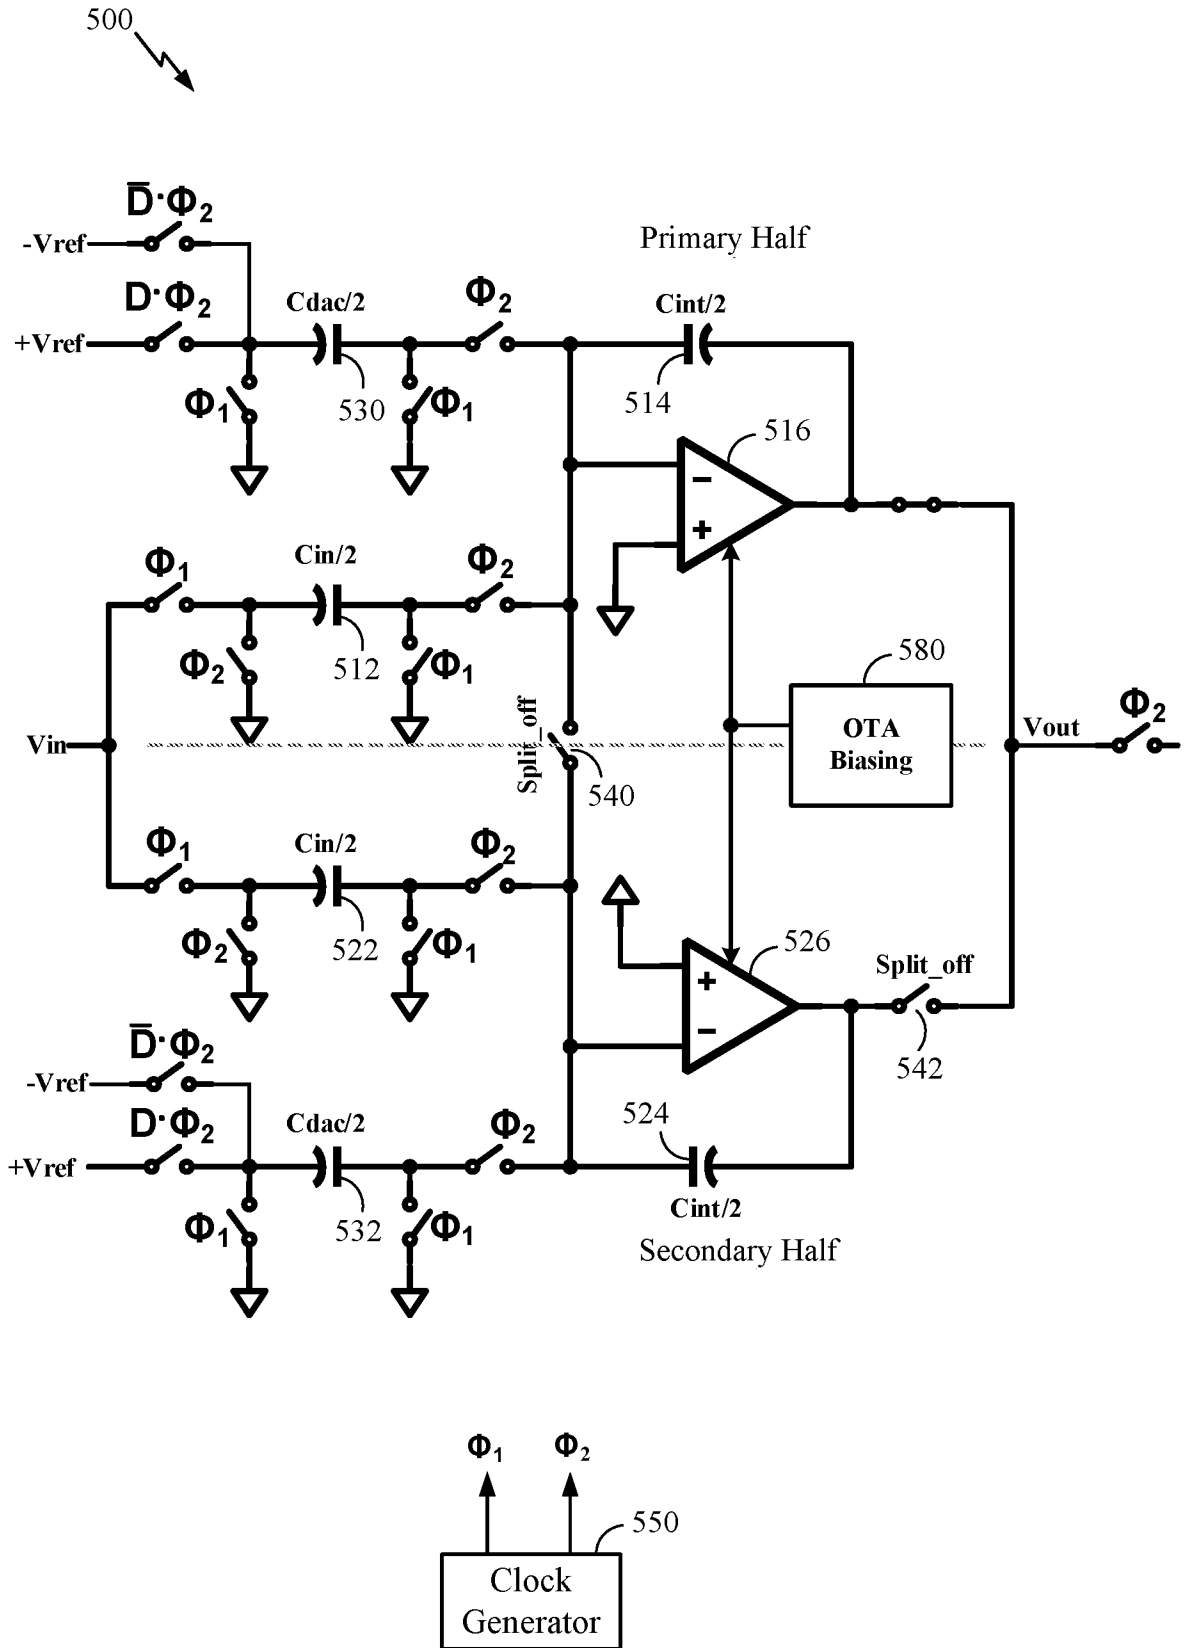 500
D̅·Φ2
-Vref
Primary Half
D·Φ2
Cdac/2
Φ2
Cint/2
+Vref
Φ1
530
Φ1
514
516
−
+
Φ1
Cin/2
Φ2
Φ2
512
Φ1
580
Split_off
OTA
Biasing
Vin
540
Vout
Φ2
Φ1
Cin/2
Φ2
Φ2
522
Φ1
526
+
−
Split_off
542
D̅·Φ2
-Vref
D·Φ2
Cdac/2
Φ2
524
+Vref
Φ1
532
Φ1
Cint/2
Secondary Half
Φ1
Φ2
550
Clock
Generator